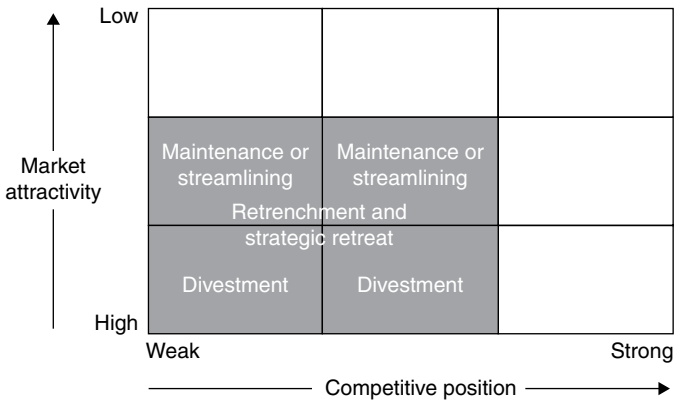 Low
Market
attractivity
High
Maintenance or
streamlining
Maintenance or
streamlining
Retrenchment and
strategic retreat
Divestment
Divestment
Weak
Strong
Competitive position